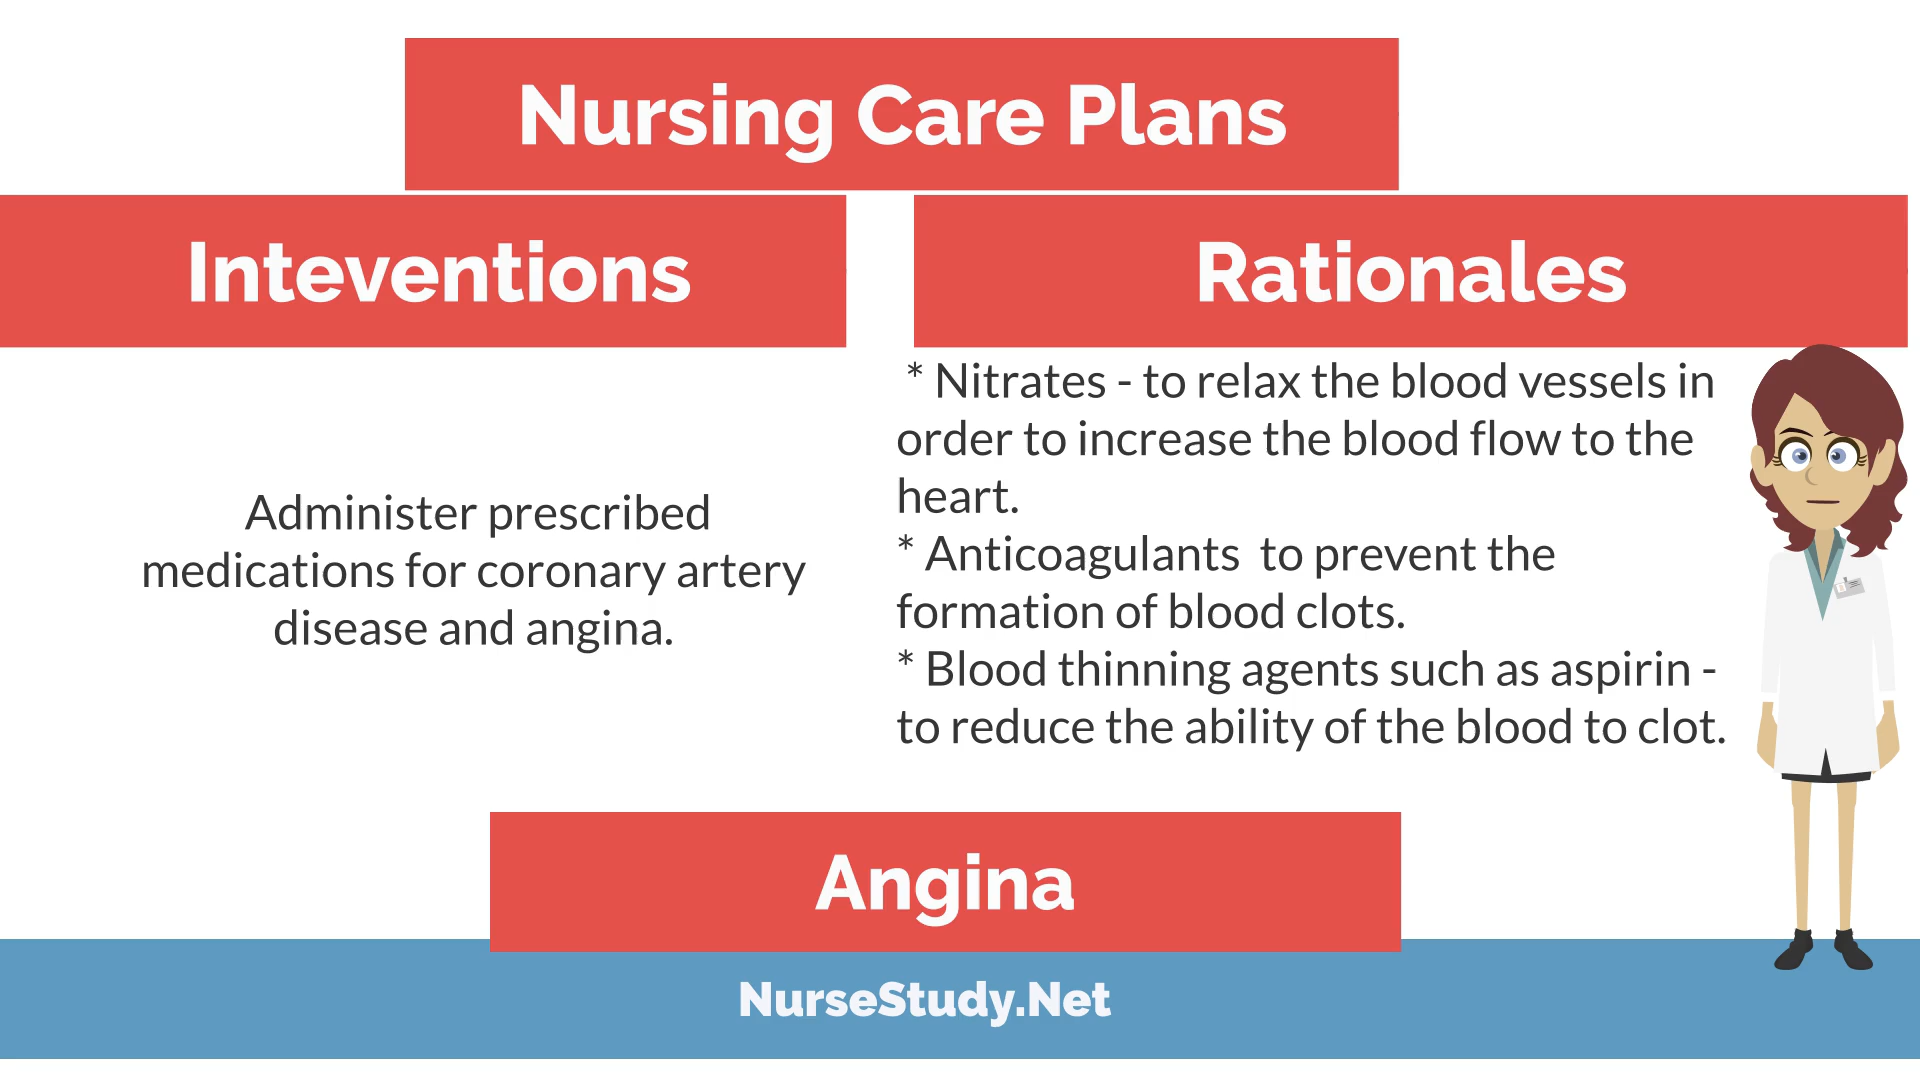 Nursing Care Plans
Inteventions
Rationales
Administer prescribed
medications for coronary artery
disease and angina.
* Nitrates - to relax the blood vessels in
order to increase the blood flow to the
heart.
* Anticoagulants  to prevent the
formation of blood clots.
* Blood thinning agents such as aspirin -
to reduce the ability of the blood to clot.
Angina
NurseStudy.Net